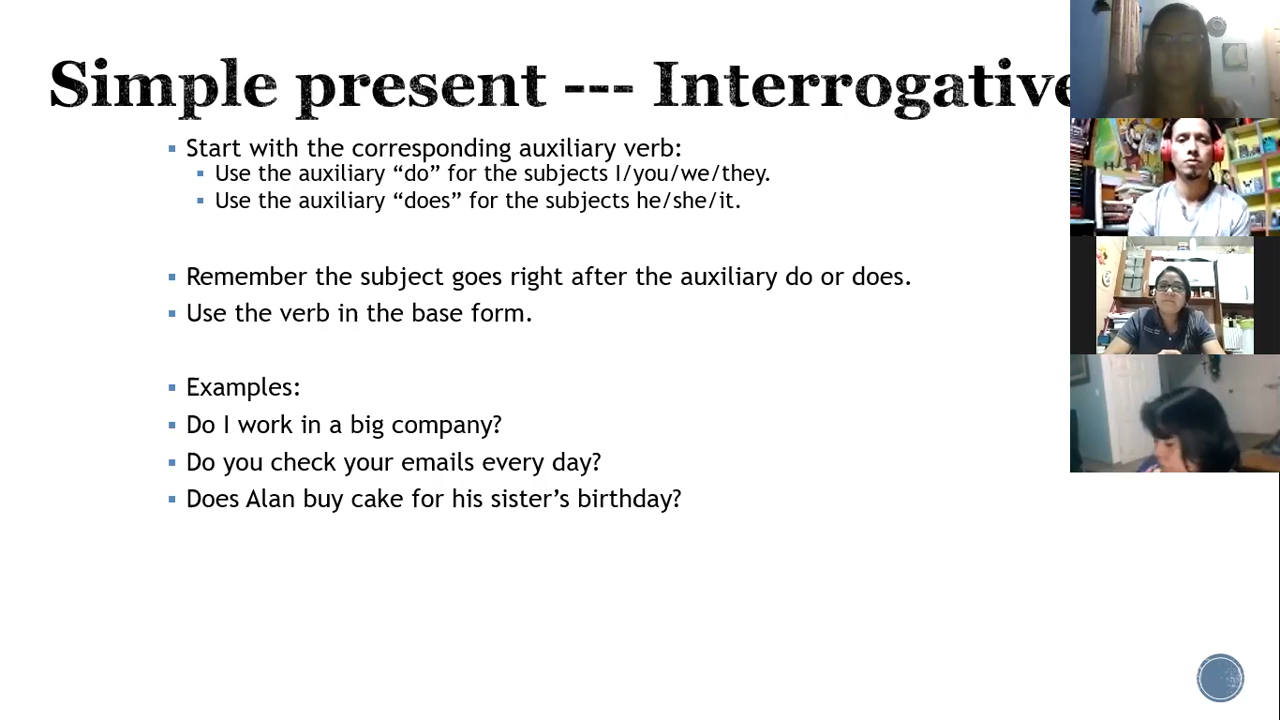 Simple present --- Interrogative
Start with the corresponding auxiliary verb:
Use the auxiliary “do” for the subjects I/you/we/they.
Use the auxiliary “does” for the subjects he/she/it.
Remember the subject goes right after the auxiliary do or does.
Use the verb in the base form.
Examples:
Do I work in a big company?
Do you check your emails every day?
Does Alan buy cake for his sister’s birthday?